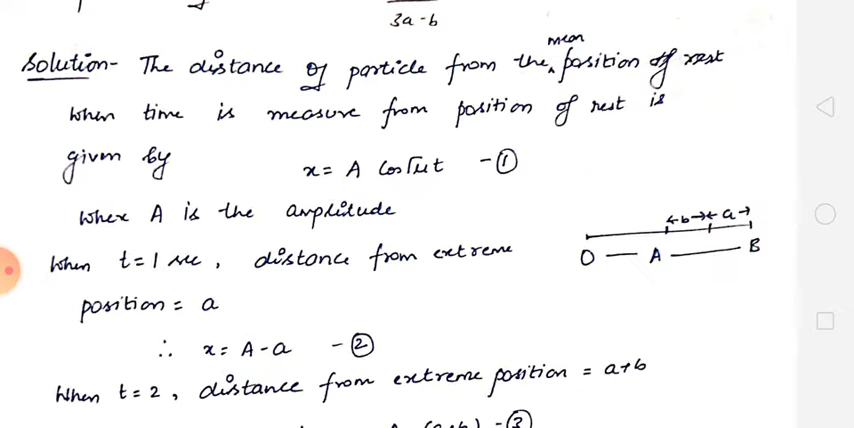 3a-b
Solution- The distance of particle from the mean position of rest
when time is measure from position of rest is
given by x = A cos√μt -①
where A is the amplitude
←b→← a→
O — A — B
When t=1 sec, distance from extreme
position = a
∴ x = A-a -②
When t=2, distance from extreme position = a+b
A-(a+b) -③